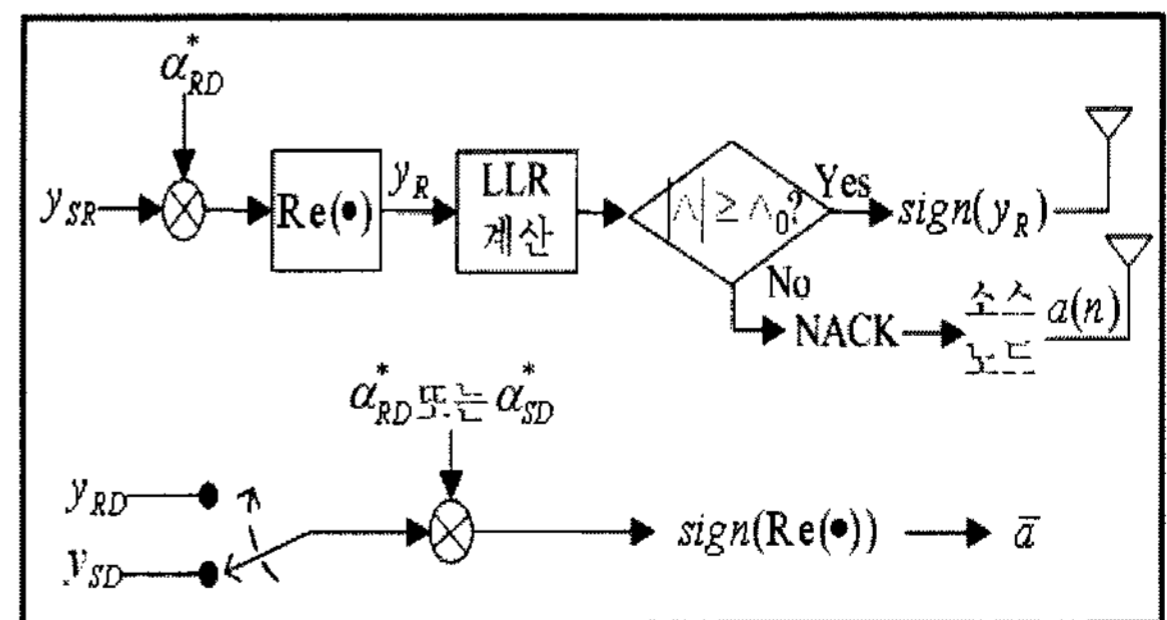 α*RD
ySR Re(•) yR LLR 계산 |Λ| ≥ Λ0? Yes sign(yR)
No NACK 소스 노드 a(n)
α*RD 또는 α*SD
yRD
ySD sign(Re(•)) ā